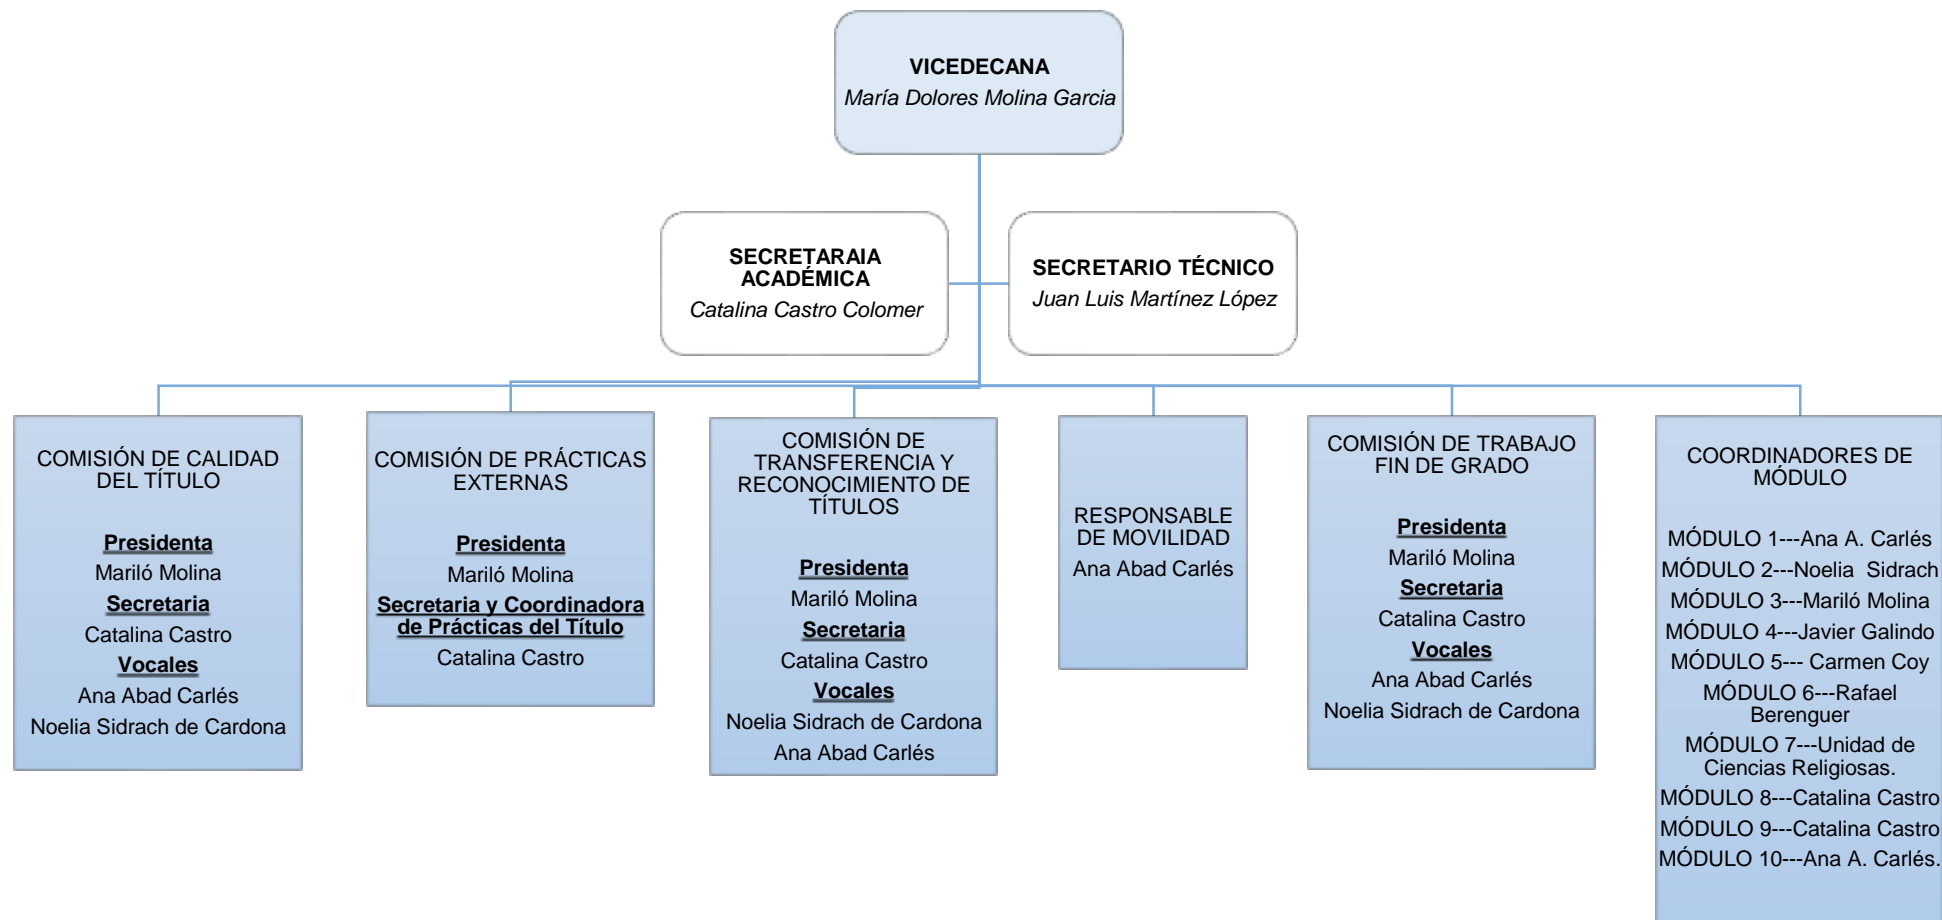 VICEDECANA
María Dolores Molina Garcia
SECRETARAIA
ACADÉMICA
Catalina Castro Colomer
SECRETARIO TÉCNICO
Juan Luis Martínez López
COMISIÓN DE CALIDAD
DEL TÍTULO
Presidenta
Mariló Molina
Secretaria
Catalina Castro
Vocales
Ana Abad Carlés
Noelia Sidrach de Cardona
COMISIÓN DE PRÁCTICAS
EXTERNAS
Presidenta
Mariló Molina
Secretaria y Coordinadora
de Prácticas del Título
Catalina Castro
COMISIÓN DE
TRANSFERENCIA Y
RECONOCIMIENTO DE
TÍTULOS
Presidenta
Mariló Molina
Secretaria
Catalina Castro
Vocales
Noelia Sidrach de Cardona
Ana Abad Carlés
RESPONSABLE
DE MOVILIDAD
Ana Abad Carlés
COMISIÓN DE TRABAJO
FIN DE GRADO
Presidenta
Mariló Molina
Secretaria
Catalina Castro
Vocales
Ana Abad Carlés
Noelia Sidrach de Cardona
COORDINADORES DE
MÓDULO
MÓDULO 1---Ana A. Carlés
MÓDULO 2---Noelia  Sidrach
MÓDULO 3---Mariló Molina
MÓDULO 4---Javier Galindo
MÓDULO 5--- Carmen Coy
MÓDULO 6---Rafael
Berenguer
MÓDULO 7---Unidad de
Ciencias Religiosas.
MÓDULO 8---Catalina Castro
MÓDULO 9---Catalina Castro
MÓDULO 10---Ana A. Carlés.